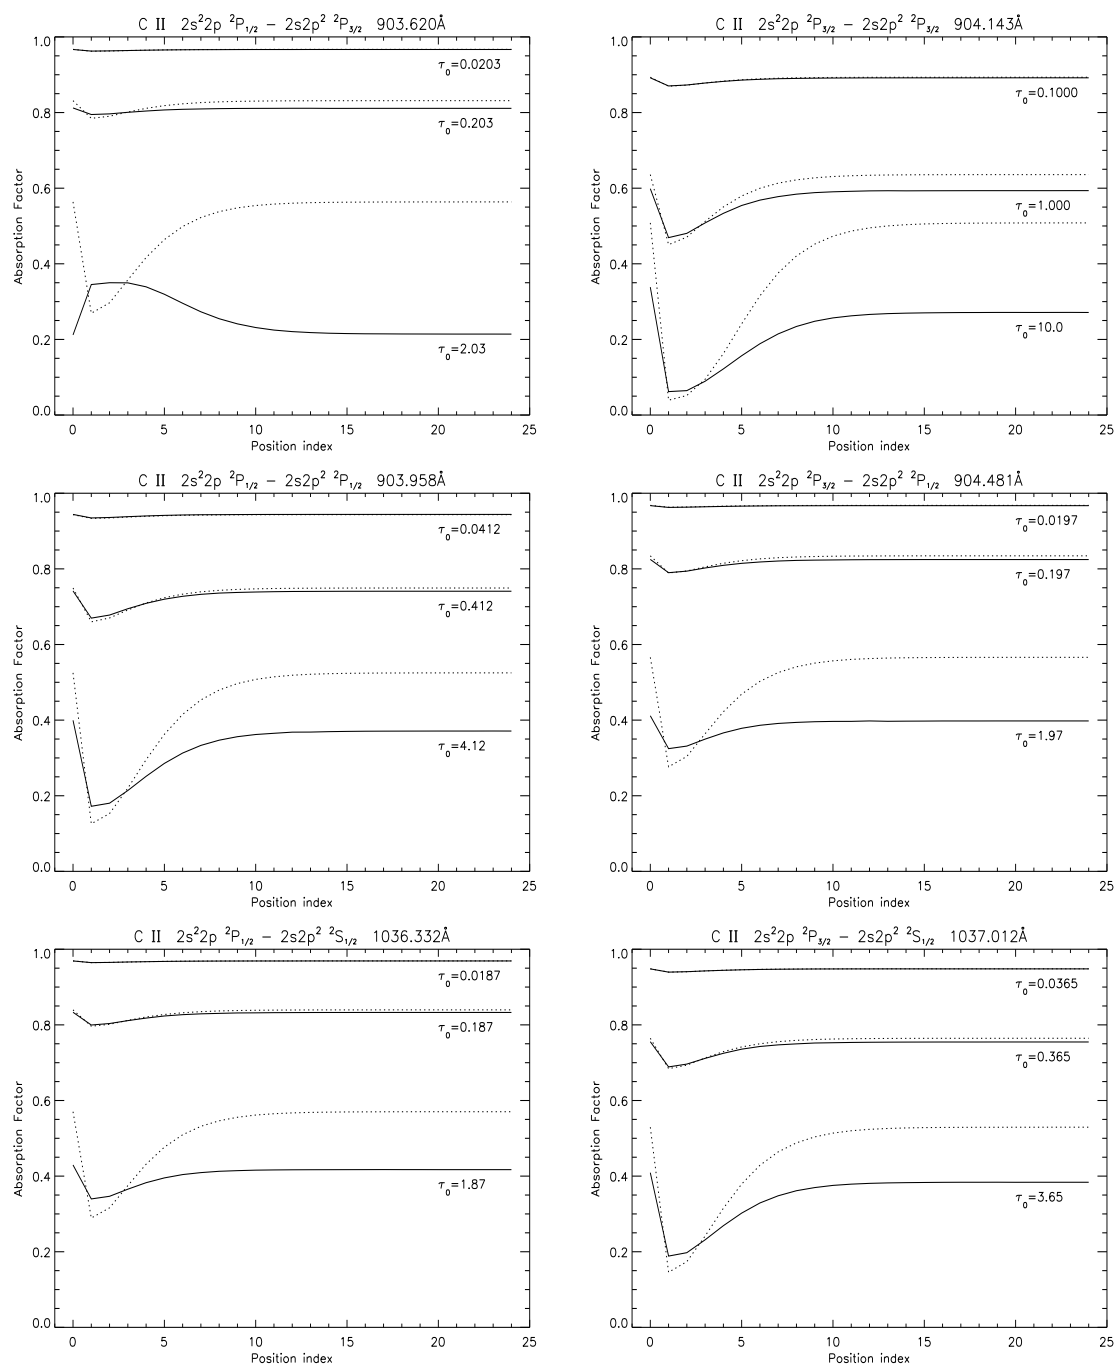 C II 2s²2p ²P₁/₂ − 2s2p² ²P₃/₂ 903.620Å
1.0
0.8
0.6
0.4
0.2
0.0
Absorption Factor
τ₀=0.0203
τ₀=0.203
τ₀=2.03
0 5 10 15 20 25
Position index
C II 2s²2p ²P₃/₂ − 2s2p² ²P₃/₂ 904.143Å
1.0
0.8
0.6
0.4
0.2
0.0
Absorption Factor
τ₀=0.1000
τ₀=1.000
τ₀=10.0
0 5 10 15 20 25
Position index
C II 2s²2p ²P₁/₂ − 2s2p² ²P₁/₂ 903.958Å
1.0
0.8
0.6
0.4
0.2
0.0
Absorption Factor
τ₀=0.0412
τ₀=0.412
τ₀=4.12
0 5 10 15 20 25
Position index
C II 2s²2p ²P₃/₂ − 2s2p² ²P₁/₂ 904.481Å
1.0
0.8
0.6
0.4
0.2
0.0
Absorption Factor
τ₀=0.0197
τ₀=0.197
τ₀=1.97
0 5 10 15 20 25
Position index
C II 2s²2p ²P₁/₂ − 2s2p² ²S₁/₂ 1036.332Å
1.0
0.8
0.6
0.4
0.2
0.0
Absorption Factor
τ₀=0.0187
τ₀=0.187
τ₀=1.87
0 5 10 15 20 25
Position index
C II 2s²2p ²P₃/₂ − 2s2p² ²S₁/₂ 1037.012Å
1.0
0.8
0.6
0.4
0.2
0.0
Absorption Factor
τ₀=0.0365
τ₀=0.365
τ₀=3.65
0 5 10 15 20 25
Position index